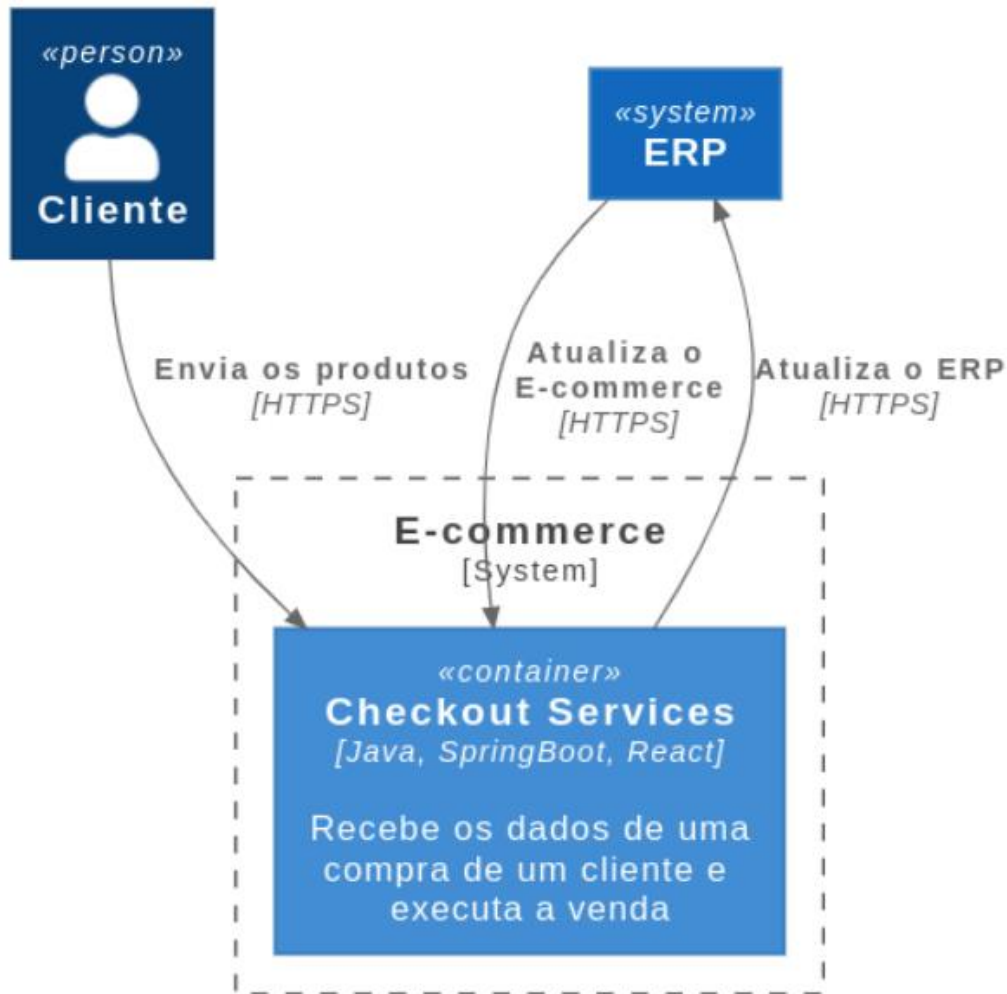 «person»
Cliente
«system»
ERP
Envia os produtos
[HTTPS]
Atualiza o
E-commerce
[HTTPS]
Atualiza o ERP
[HTTPS]
E-commerce
[System]
«container»
Checkout Services
[Java, SpringBoot, React]
Recebe os dados de uma
compra de um cliente e
executa a venda